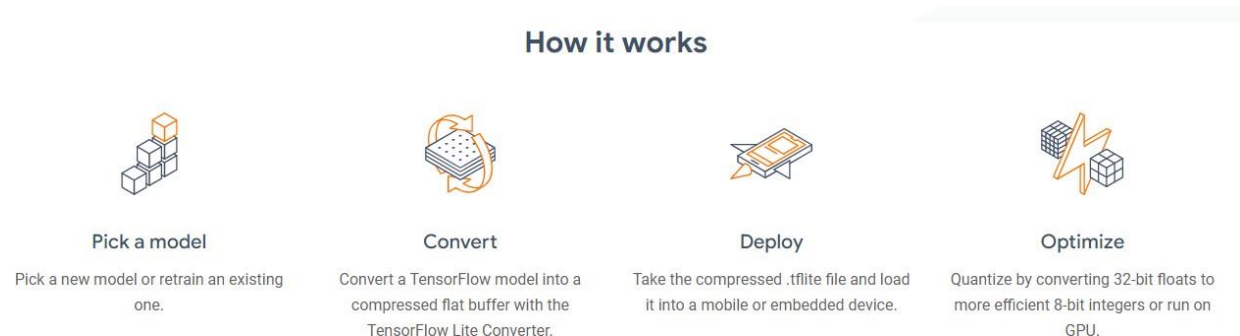 How it works
Pick a model
Pick a new model or retrain an existing
one.
Convert
Convert a TensorFlow model into a
compressed flat buffer with the
TensorFlow Lite Converter.
Deploy
Take the compressed .tflite file and load
it into a mobile or embedded device.
Optimize
Quantize by converting 32-bit floats to
more efficient 8-bit integers or run on
GPU.